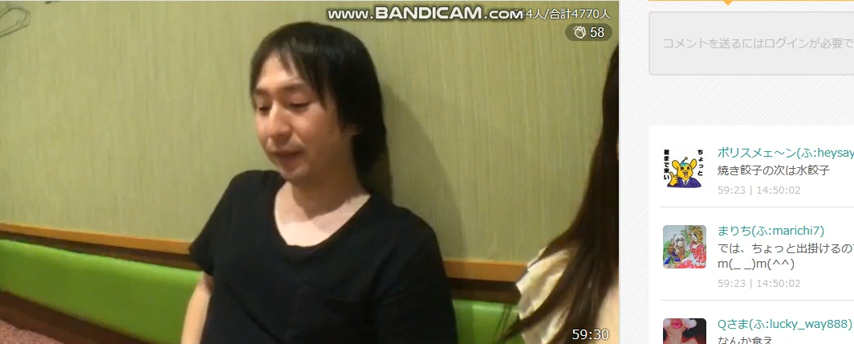 www.BANDICAM.com
4人/合計4770人
58
59:30
コメントを送るにはログインが必要で
ちょっと
署まで来い
ポリスメェ〜ン(ふ:heysay
焼き餃子の次は水餃子
59:23 | 14:50:02
まりち(ふ:marichi7)
では、ちょっと出掛けるので
m(_ _)m(^^)
59:23 | 14:50:02
Qさま(ふ:lucky_way888)
なんか食え